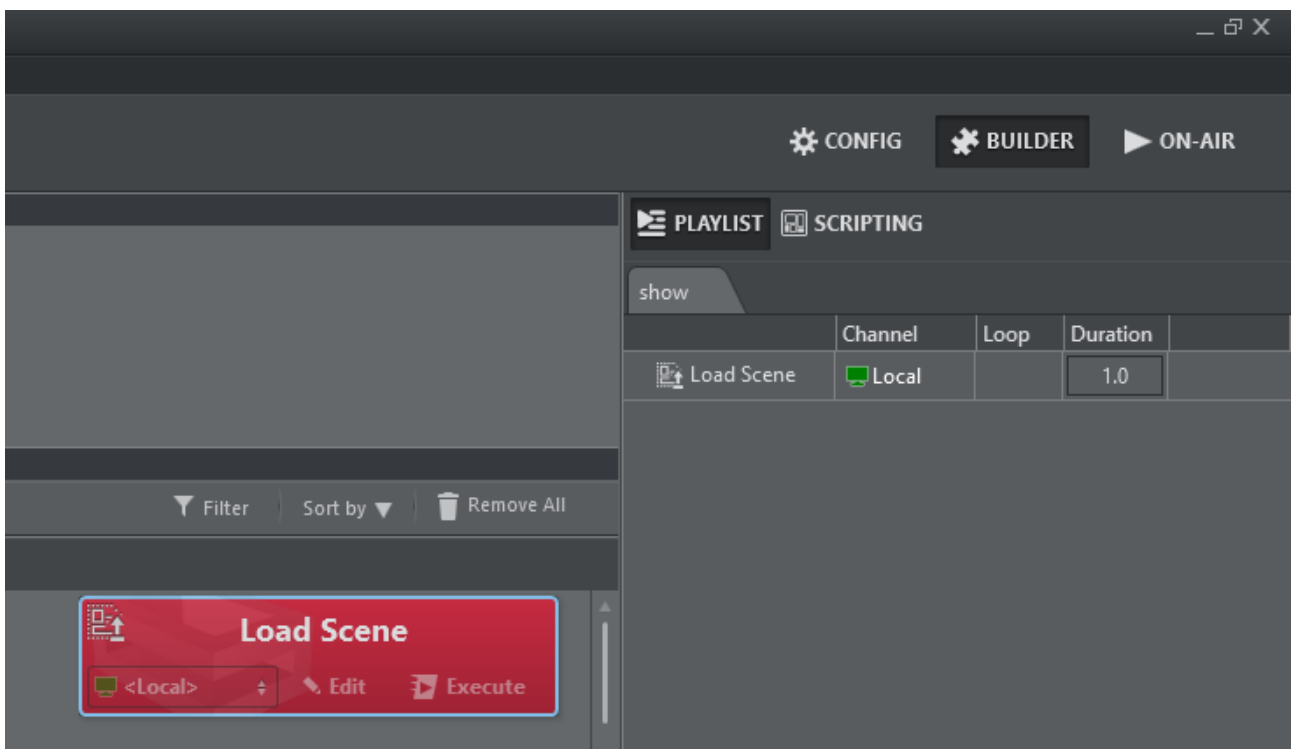 CONFIG BUILDER ON-AIR
PLAYLIST SCRIPTING
show
Channel Loop Duration
Load Scene Local 1.0
Filter Sort by Remove All
Load Scene
<Local> Edit Execute